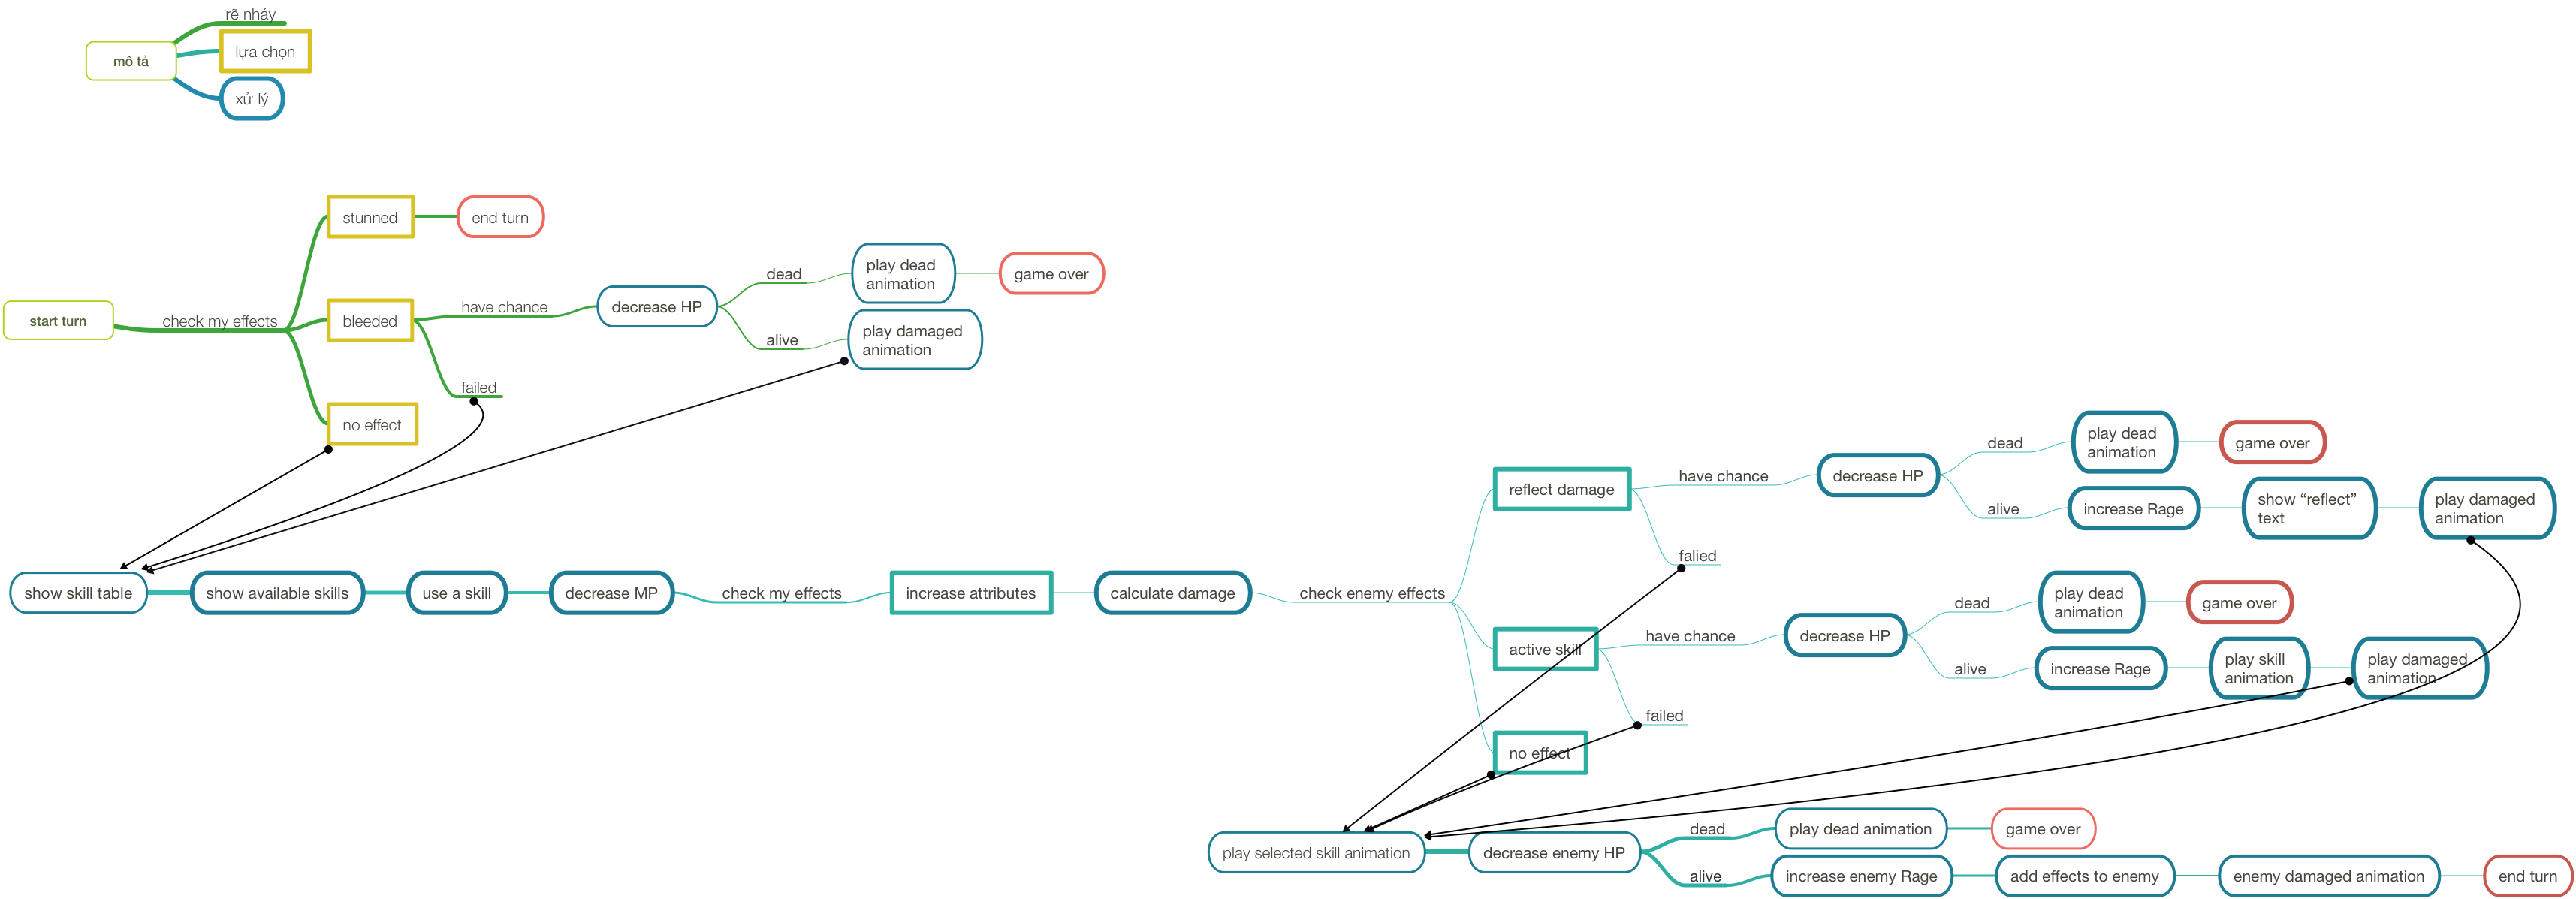 rẽ nháy
mô tả
lựa chọn
xử lý
stunned
end turn
start turn
check my effects
bleeded
have chance
decrease HP
dead
play dead
animation
game over
alive
play damaged
animation
failed
no effect
show skill table
show available skills
use a skill
decrease MP
check my effects
increase attributes
calculate damage
check enemy effects
reflect damage
have chance
decrease HP
dead
play dead
animation
game over
alive
increase Rage
show “reflect”
text
play damaged
animation
falied
active skill
have chance
decrease HP
dead
play dead
animation
game over
alive
increase Rage
play skill
animation
play damaged
animation
failed
no effect
play selected skill animation
decrease enemy HP
dead
play dead animation
game over
alive
increase enemy Rage
add effects to enemy
enemy damaged animation
end turn